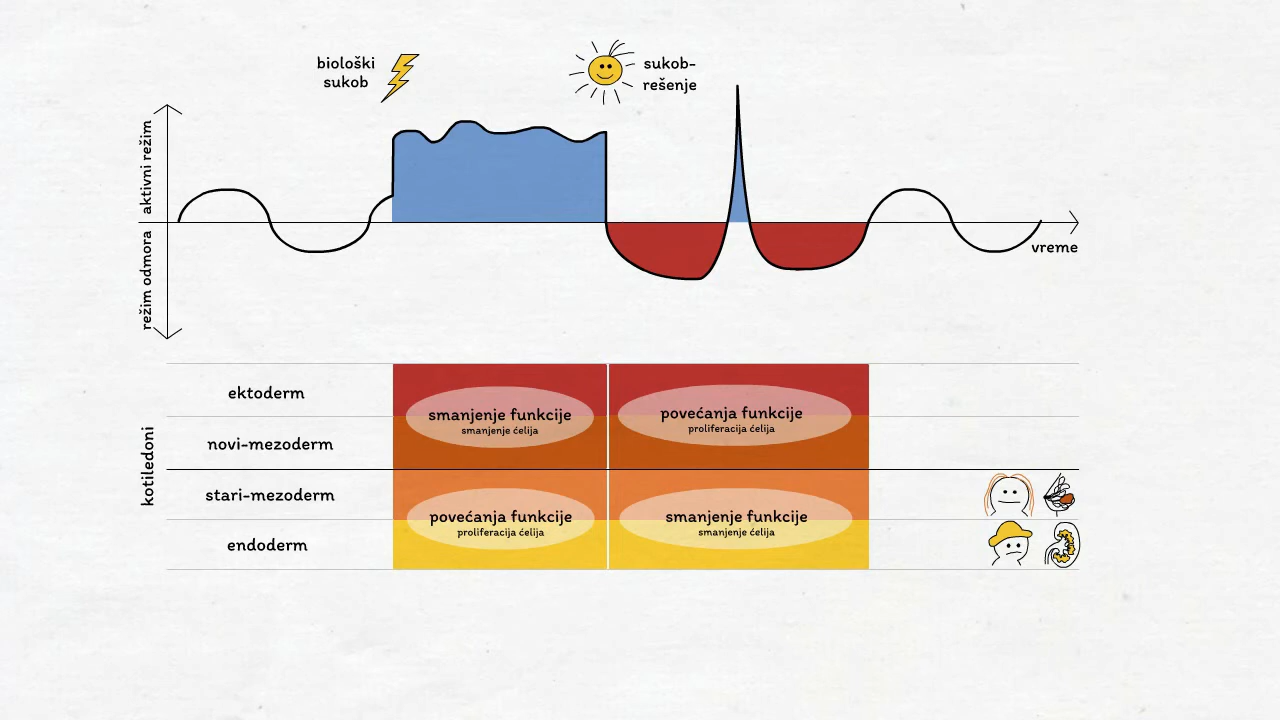 biološki
sukob
sukob-
rešenje
aktivni režim
režim odmora
vreme
kotiledoni
ektoderm
smanjenje funkcije
smanjenje ćelija
povećanja funkcije
proliferacija ćelija
novi-mezoderm
stari-mezoderm
povećanja funkcije
proliferacija ćelija
smanjenje funkcije
smanjenje ćelija
endoderm